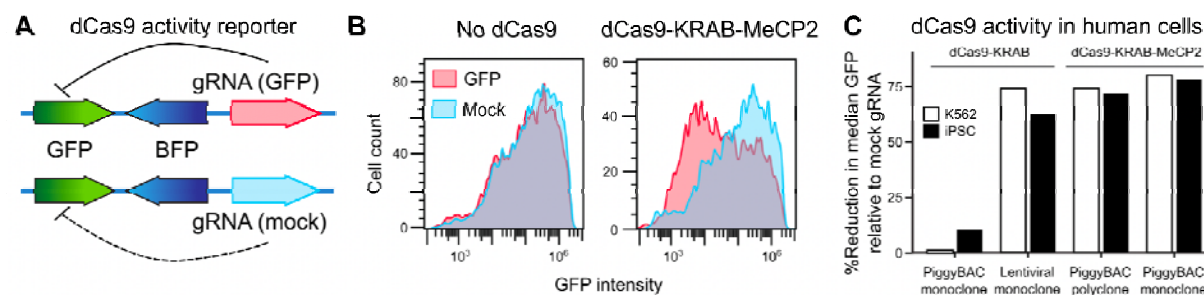 A dCas9 activity reporter
gRNA (GFP)
GFP BFP
gRNA (mock)
B No dCas9 dCas9-KRAB-MeCP2
GFP
Mock
Cell count
80
40
0
60
40
20
0
10³ 10⁶ 10³ 10⁶
GFP intensity
C dCas9 activity in human cells
dCas9-KRAB dCas9-KRAB-MeCP2
%Reduction in median GFP
relative to mock gRNA
75
50
25
0
K562
iPSC
PiggyBAC Lentiviral PiggyBAC PiggyBAC
monoclone monoclone polyclone monoclone